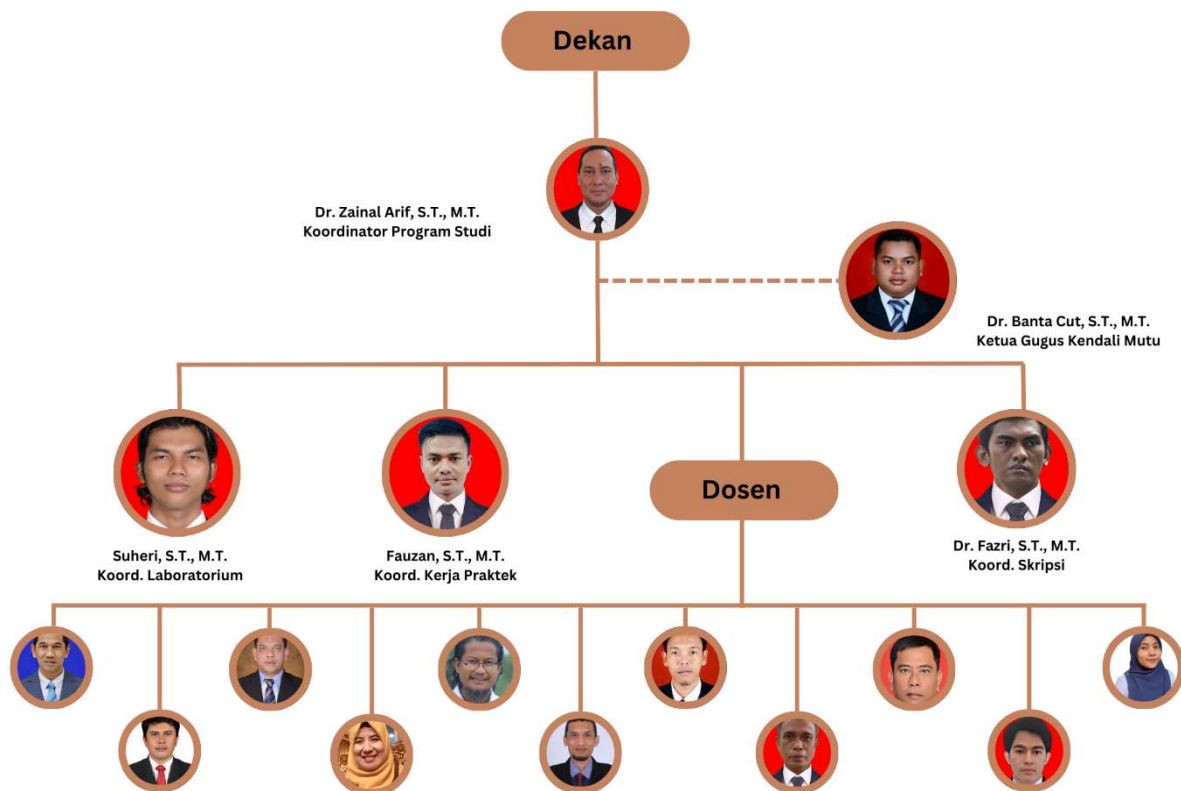 Dekan
Dr. Zainal Arif, S.T., M.T.
Koordinator Program Studi
Dr. Banta Cut, S.T., M.T.
Ketua Gugus Kendali Mutu
Suheri, S.T., M.T.
Koord. Laboratorium
Fauzan, S.T., M.T.
Koord. Kerja Praktek
Dosen
Dr. Fazri, S.T., M.T.
Koord. Skripsi